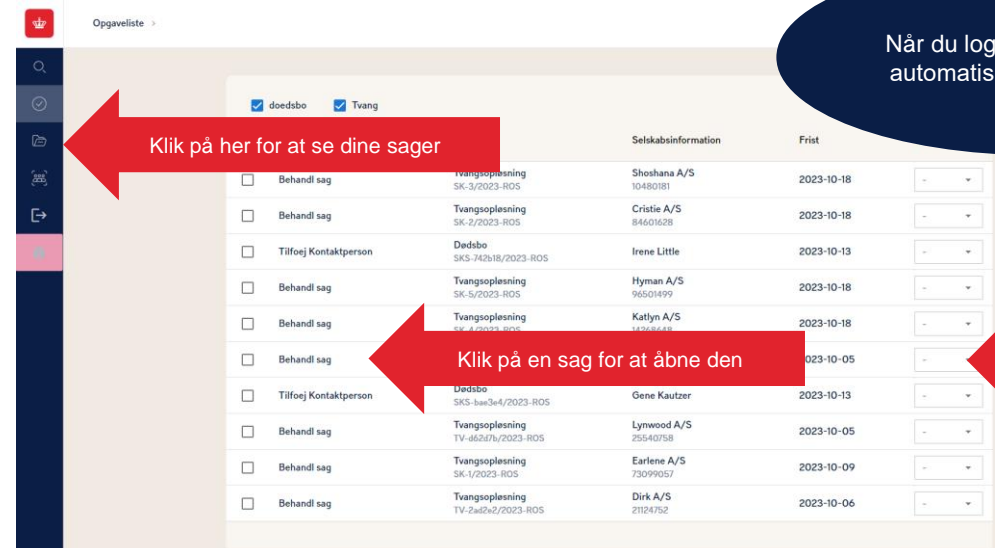 Opgaveliste >
Når du log
automatis
doedsbo Tvang
Klik på her for at se dine sager
Selskabsinformation Frist
Behandl sag Tvangsopløsning Shoshana A/S 2023-10-18 -
SK-3/2023-ROS 10480181
Behandl sag Tvangsopløsning Cristie A/S 2023-10-18 -
SK-2/2023-ROS 84601628
Tilfoej Kontaktperson Dødsbo Irene Little 2023-10-13 -
SKS-742b18/2023-ROS
Behandl sag Tvangsopløsning Hyman A/S 2023-10-18 -
SK-5/2023-ROS 96501499
Behandl sag Tvangsopløsning Katlyn A/S 2023-10-18 -
SK-4/2023-ROS 14268648
Behandl sag Klik på en sag for at åbne den 2023-10-05 -
Tilfoej Kontaktperson Dødsbo Gene Kautzer 2023-10-13 -
SKS-bae3e4/2023-ROS
Behandl sag Tvangsopløsning Lynwood A/S 2023-10-05 -
TV-d62d7b/2023-ROS 25540758
Behandl sag Tvangsopløsning Earlene A/S 2023-10-09 -
SK-1/2023-ROS 73099057
Behandl sag Tvangsopløsning Dirk A/S 2023-10-06 -
TV-2ad2e2/2023-ROS 21124752